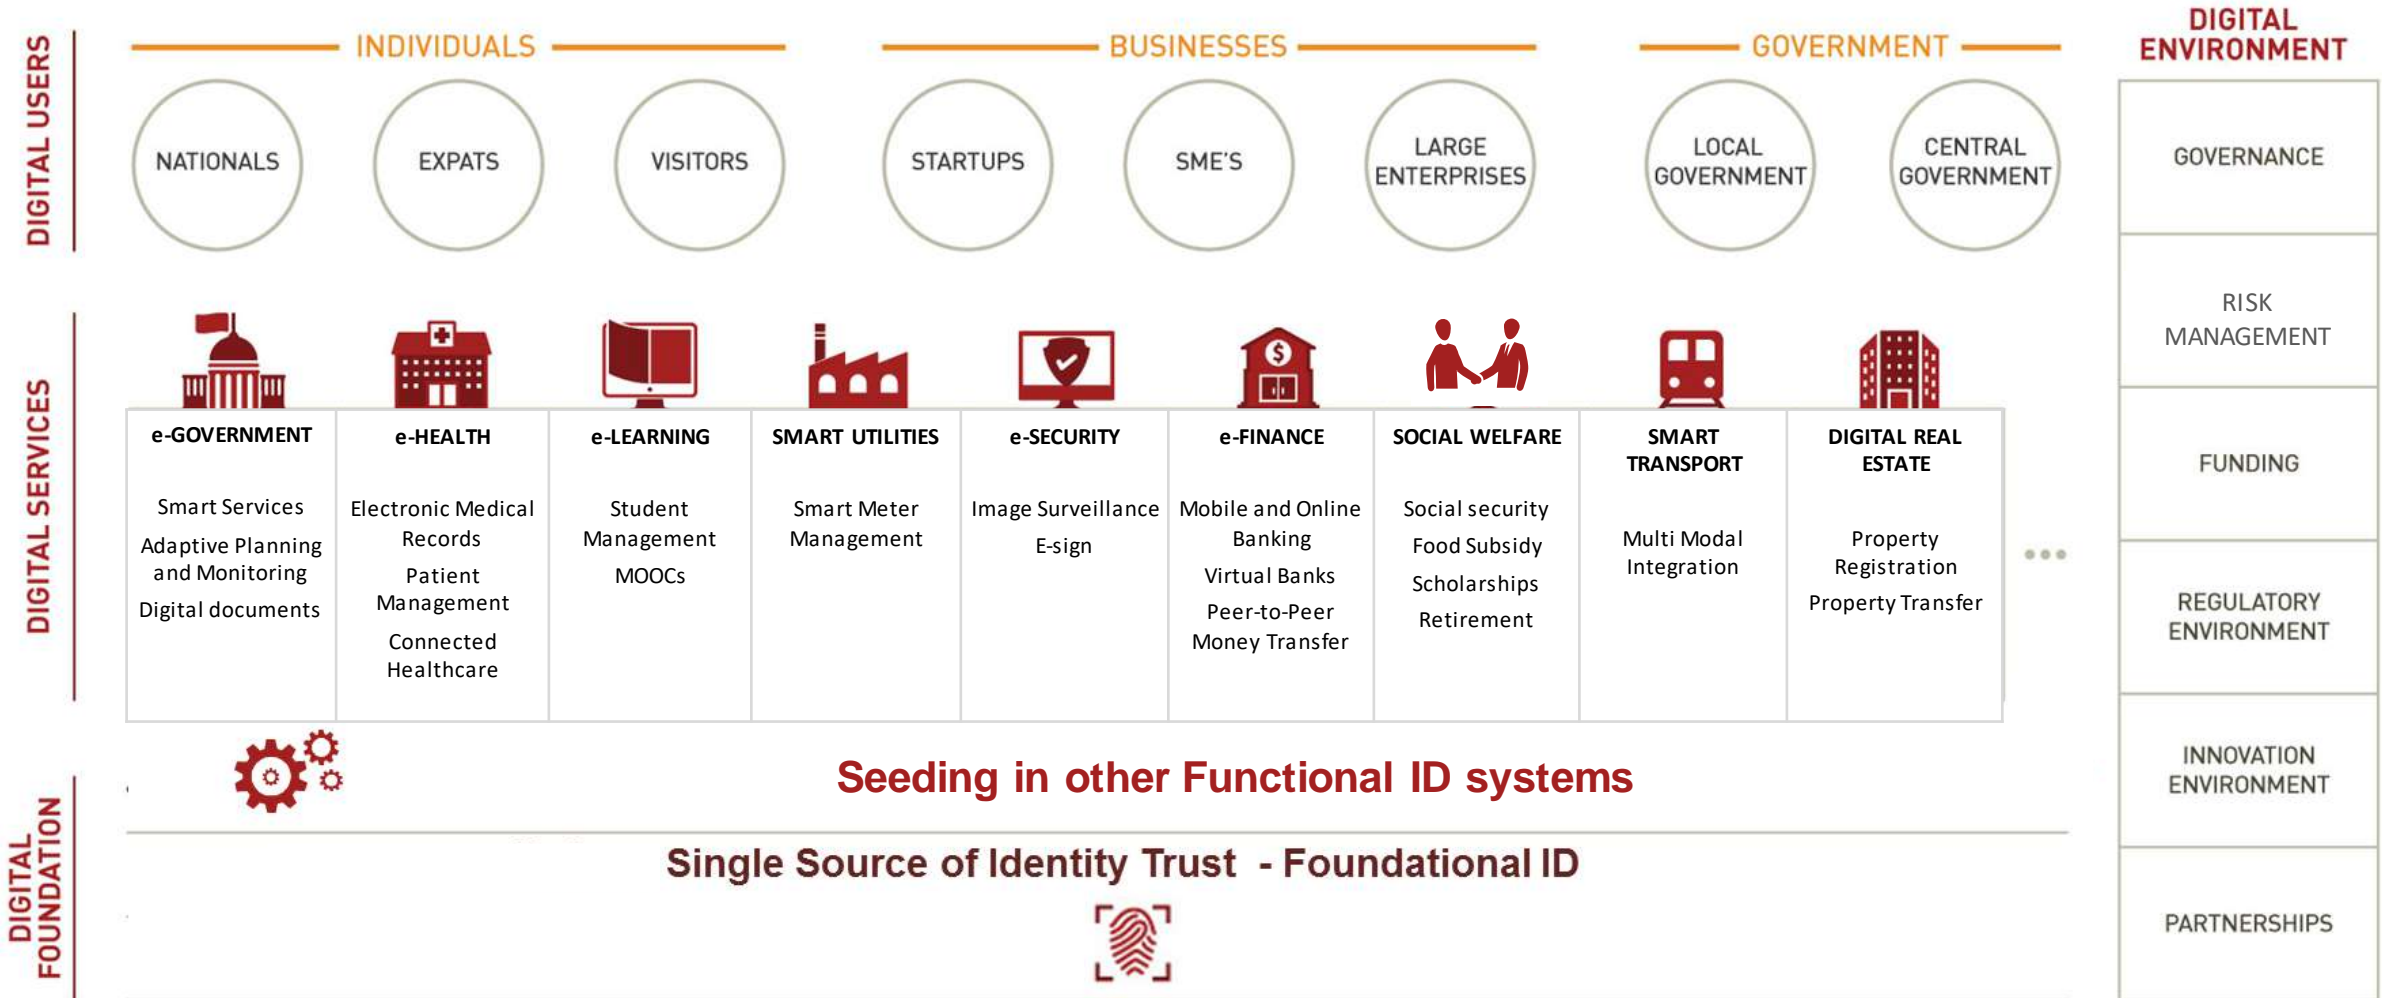 DIGITAL USERS
INDIVIDUALS
NATIONALS
EXPATS
VISITORS
BUSINESSES
STARTUPS
SME'S
LARGE
ENTERPRISES
GOVERNMENT
LOCAL
GOVERNMENT
CENTRAL
GOVERNMENT
DIGITAL SERVICES
e-GOVERNMENT
Smart Services
Adaptive Planning
and Monitoring
Digital documents
e-HEALTH
Electronic Medical
Records
Patient
Management
Connected
Healthcare
e-LEARNING
Student
Management
MOOCs
SMART UTILITIES
Smart Meter
Management
e-SECURITY
Image Surveillance
E-sign
e-FINANCE
Mobile and Online
Banking
Virtual Banks
Peer-to-Peer
Money Transfer
SOCIAL WELFARE
Social security
Food Subsidy
Scholarships
Retirement
SMART
TRANSPORT
Multi Modal
Integration
DIGITAL REAL
ESTATE
Property
Registration
Property Transfer
...
DIGITAL
FOUNDATION
Seeding in other Functional ID systems
Single Source of Identity Trust - Foundational ID
DIGITAL
ENVIRONMENT
GOVERNANCE
RISK
MANAGEMENT
FUNDING
REGULATORY
ENVIRONMENT
INNOVATION
ENVIRONMENT
PARTNERSHIPS